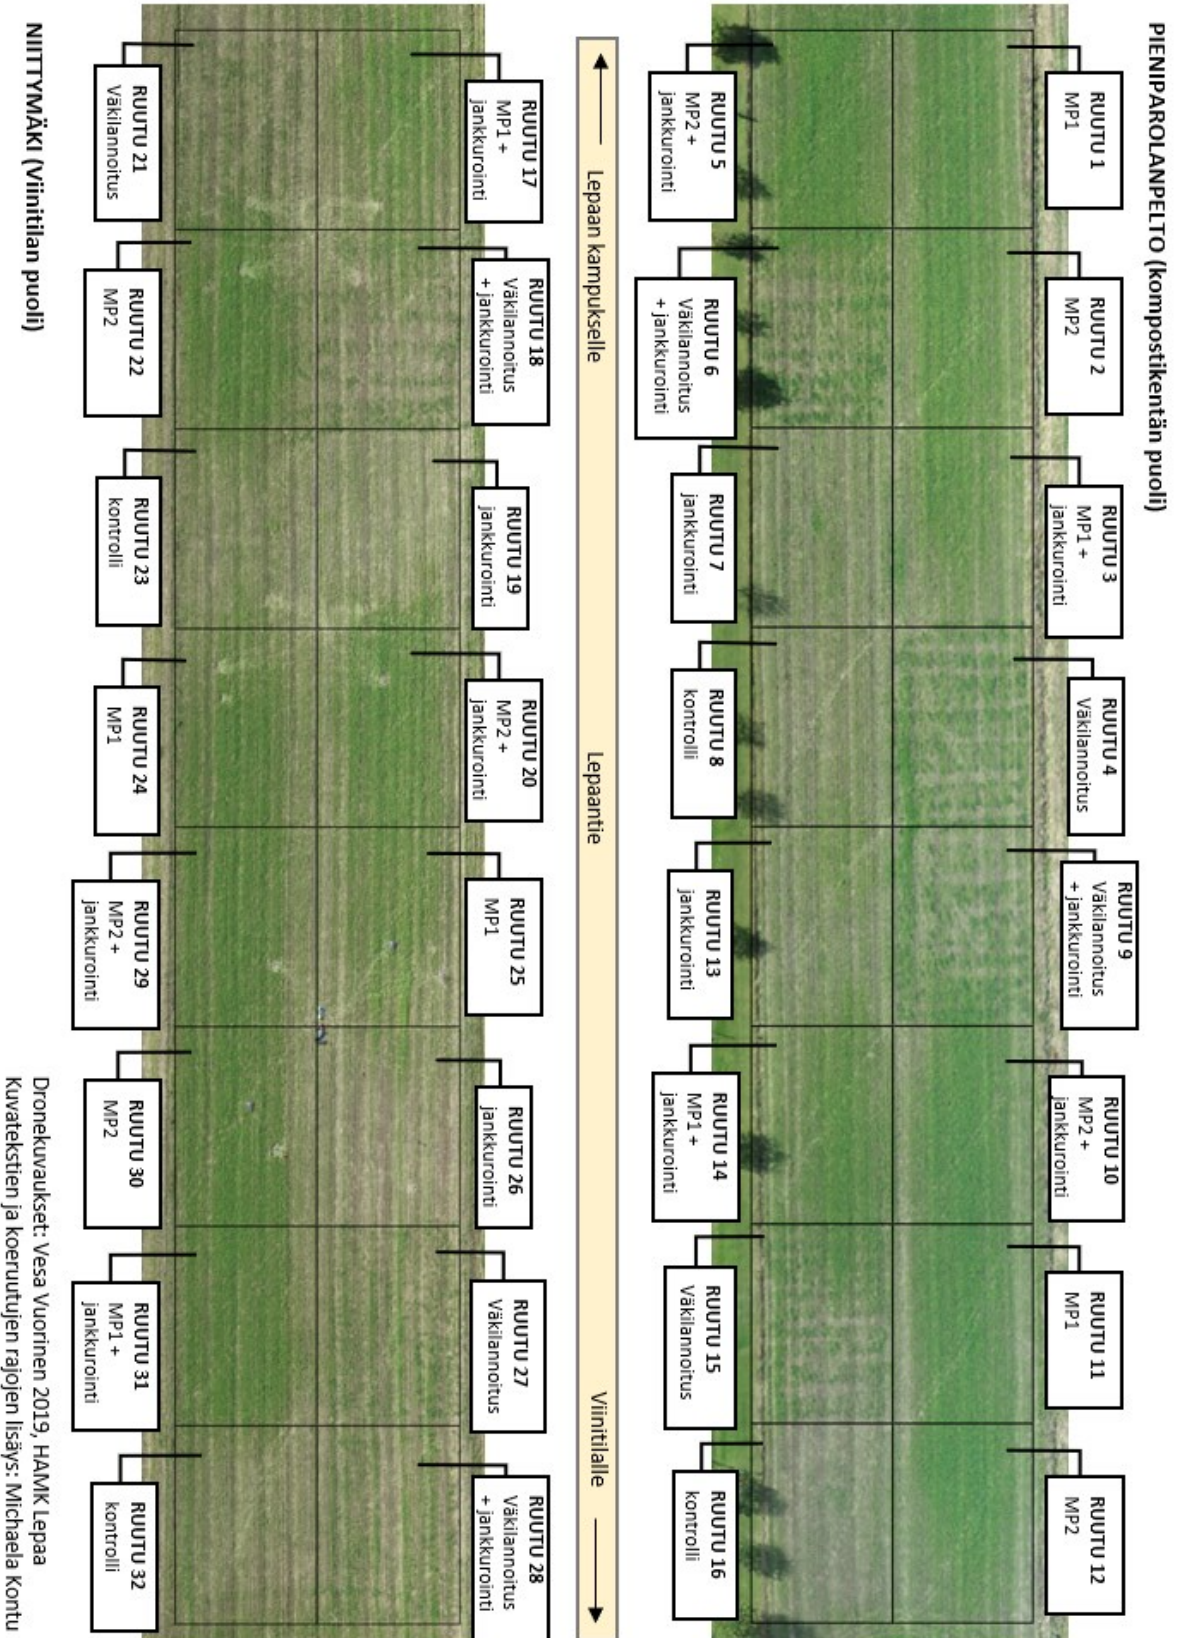 PIENIPAROLANPELTO (kompostikentän puoli)
RUUTU 1
MP1
RUUTU 2
MP2
RUUTU 3
MP1 +
jankkurointi
RUUTU 4
Väkilannoitus
RUUTU 9
Väkilannoitus
+ jankkurointi
RUUTU 10
MP2 +
jankkurointi
RUUTU 11
MP1
RUUTU 12
MP2
RUUTU 5
MP2 +
jankkurointi
RUUTU 6
Väkilannoitus
+ jankkurointi
RUUTU 7
jankkurointi
RUUTU 8
kontrolli
RUUTU 13
jankkurointi
RUUTU 14
MP1 +
jankkurointi
RUUTU 15
Väkilannoitus
RUUTU 16
kontrolli
Lepaan kampukselle
Lepaantie
Viinitilalle
RUUTU 17
MP1 +
jankkurointi
RUUTU 18
Väkilannoitus
+ jankkurointi
RUUTU 19
jankkurointi
RUUTU 20
MP2 +
jankkurointi
RUUTU 25
MP1
RUUTU 26
jankkurointi
RUUTU 27
Väkilannoitus
RUUTU 28
Väkilannoitus
+ jankkurointi
RUUTU 21
Väkilannoitus
RUUTU 22
MP2
RUUTU 23
kontrolli
RUUTU 24
MP1
RUUTU 29
MP2 +
jankkurointi
RUUTU 30
MP2
RUUTU 31
MP1 +
jankkurointi
RUUTU 32
kontrolli
NIITTYMÄKI (Viinitilan puoli)
Dronekuvaukset: Vesa Vuorinen 2019, HAMK Lepaa
Kuvatekstien ja koeruutujen rajojen lisäys: Michaela Kontu